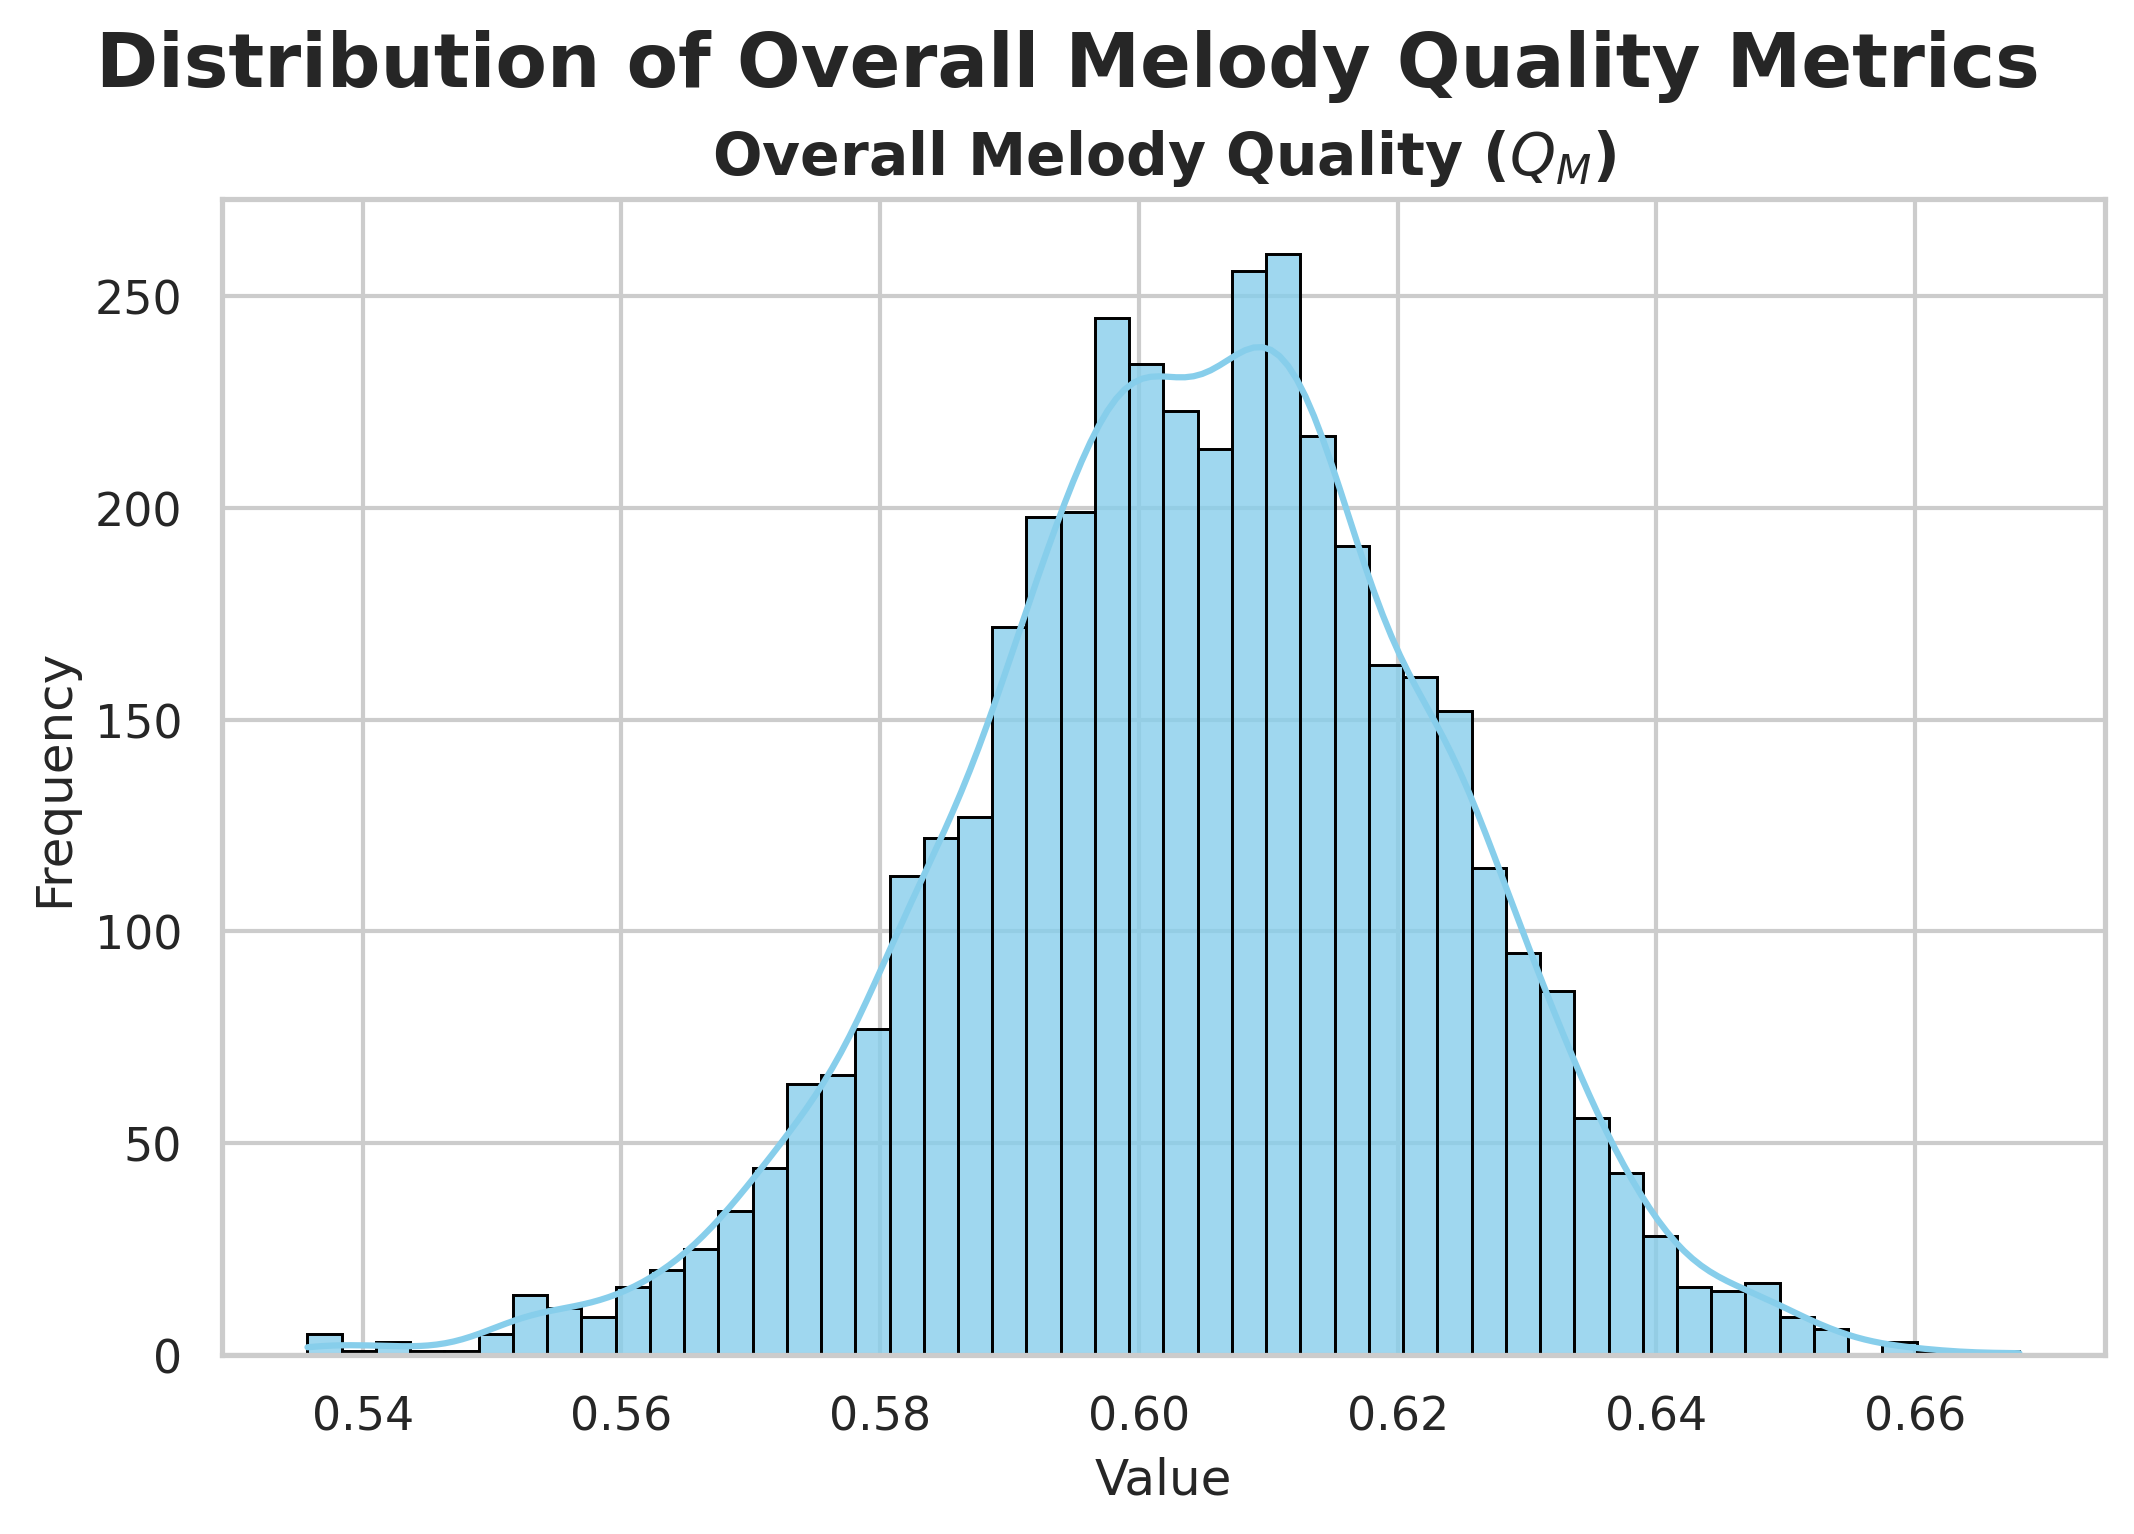 Distribution of Overall Melody Quality Metrics
Overall Melody Quality (Q_M)
250
200
150
100
50
0
Frequency
0.54 0.56 0.58 0.60 0.62 0.64 0.66
Value